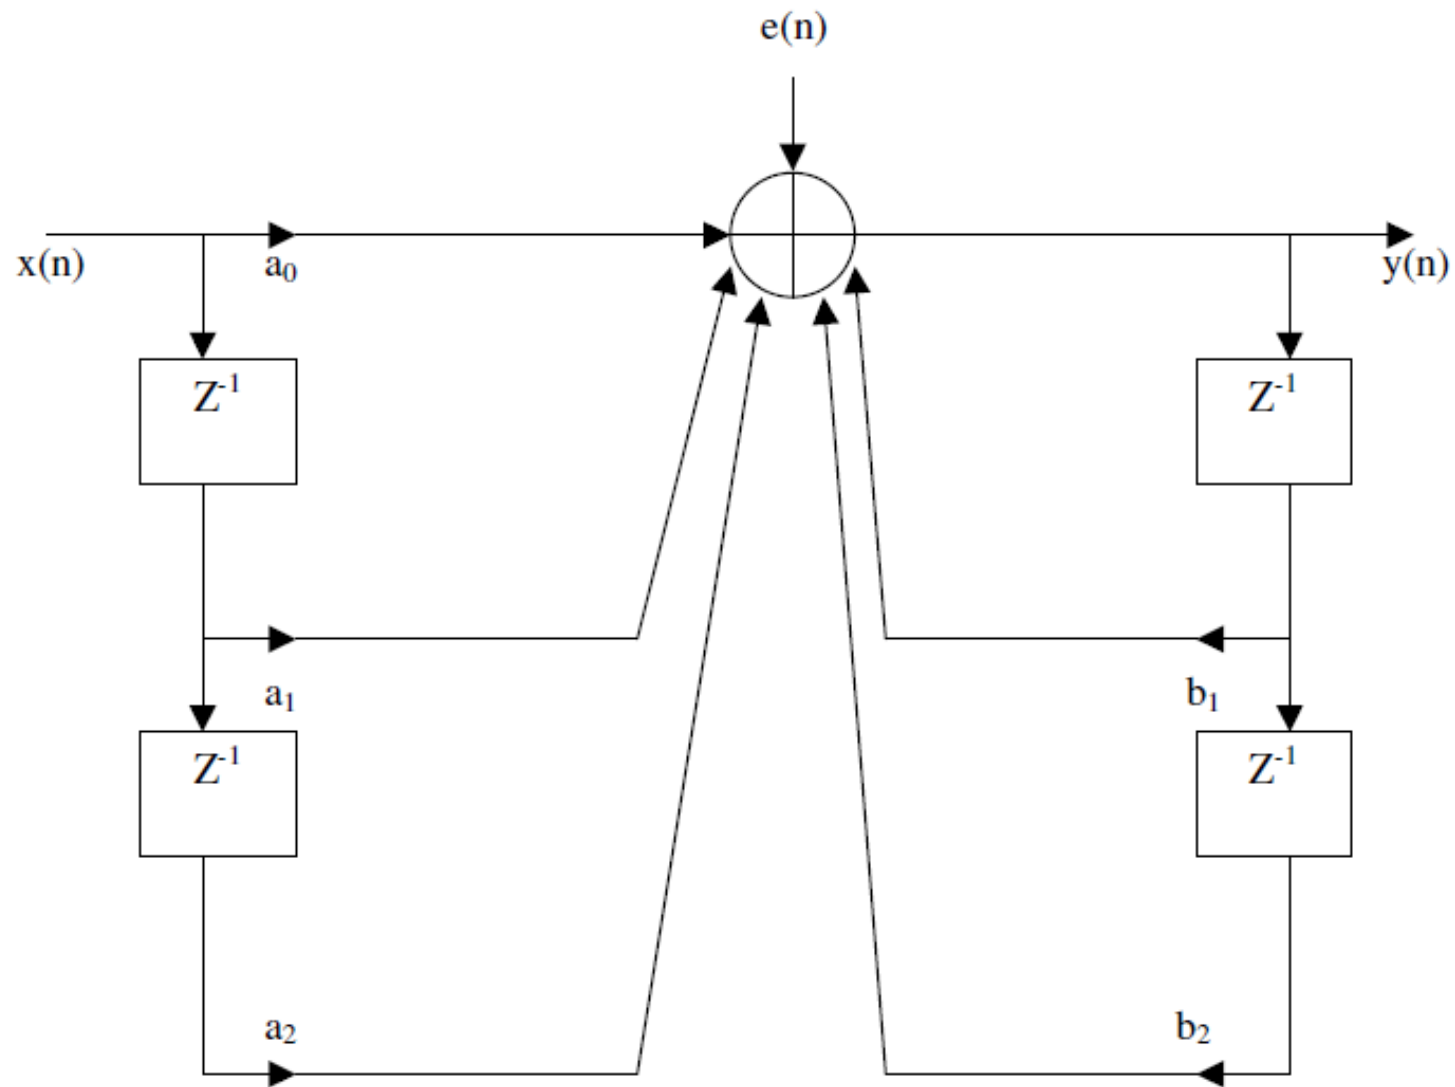 e(n)
x(n)
a₀
y(n)
Z⁻¹
Z⁻¹
a₁
b₁
Z⁻¹
Z⁻¹
a₂
b₂